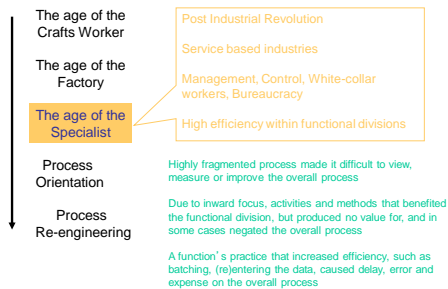 The age of the
Crafts Worker
The age of the
Factory
The age of the
Specialist
Process
Orientation
Process
Re-engineering
Post Industrial Revolution
Service based industries
Management, Control, White-collar
workers, Bureaucracy
High efficiency within functional divisions
Highly fragmented process made it difficult to view,
measure or improve the overall process
Due to inward focus, activities and methods that benefited
the functional division, but produced no value for, and in
some cases negated the overall process
A function's practice that increased efficiency, such as
batching, (re)entering the data, caused delay, error and
expense on the overall process